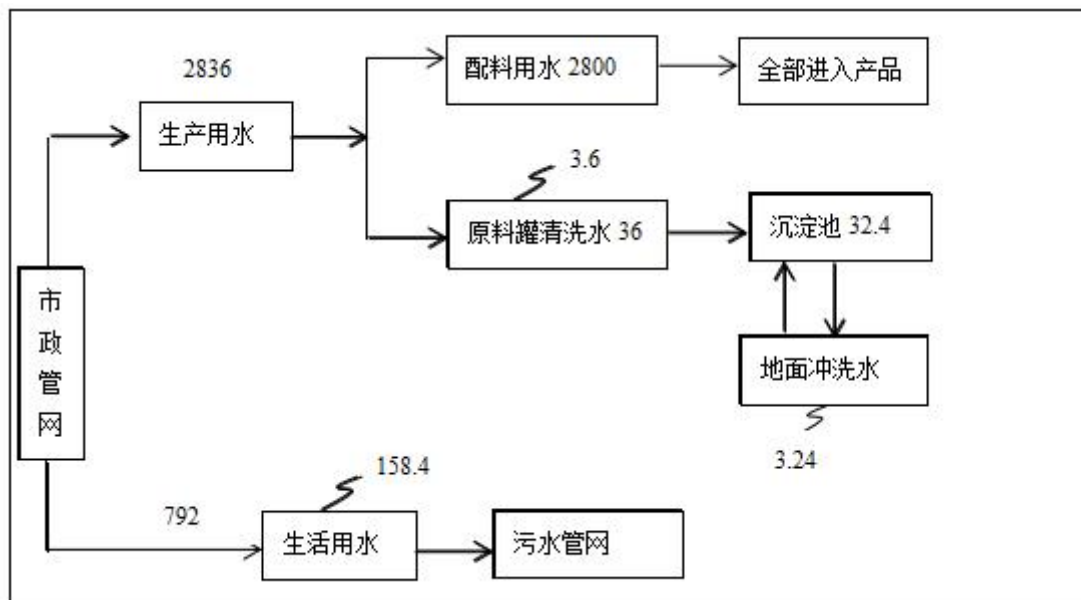 2836
配料用水 2800
全部进入产品
生产用水
3.6
原料罐清洗水 36
沉淀池 32.4
市政管网
地面冲洗水
3.24
158.4
792
生活用水
污水管网